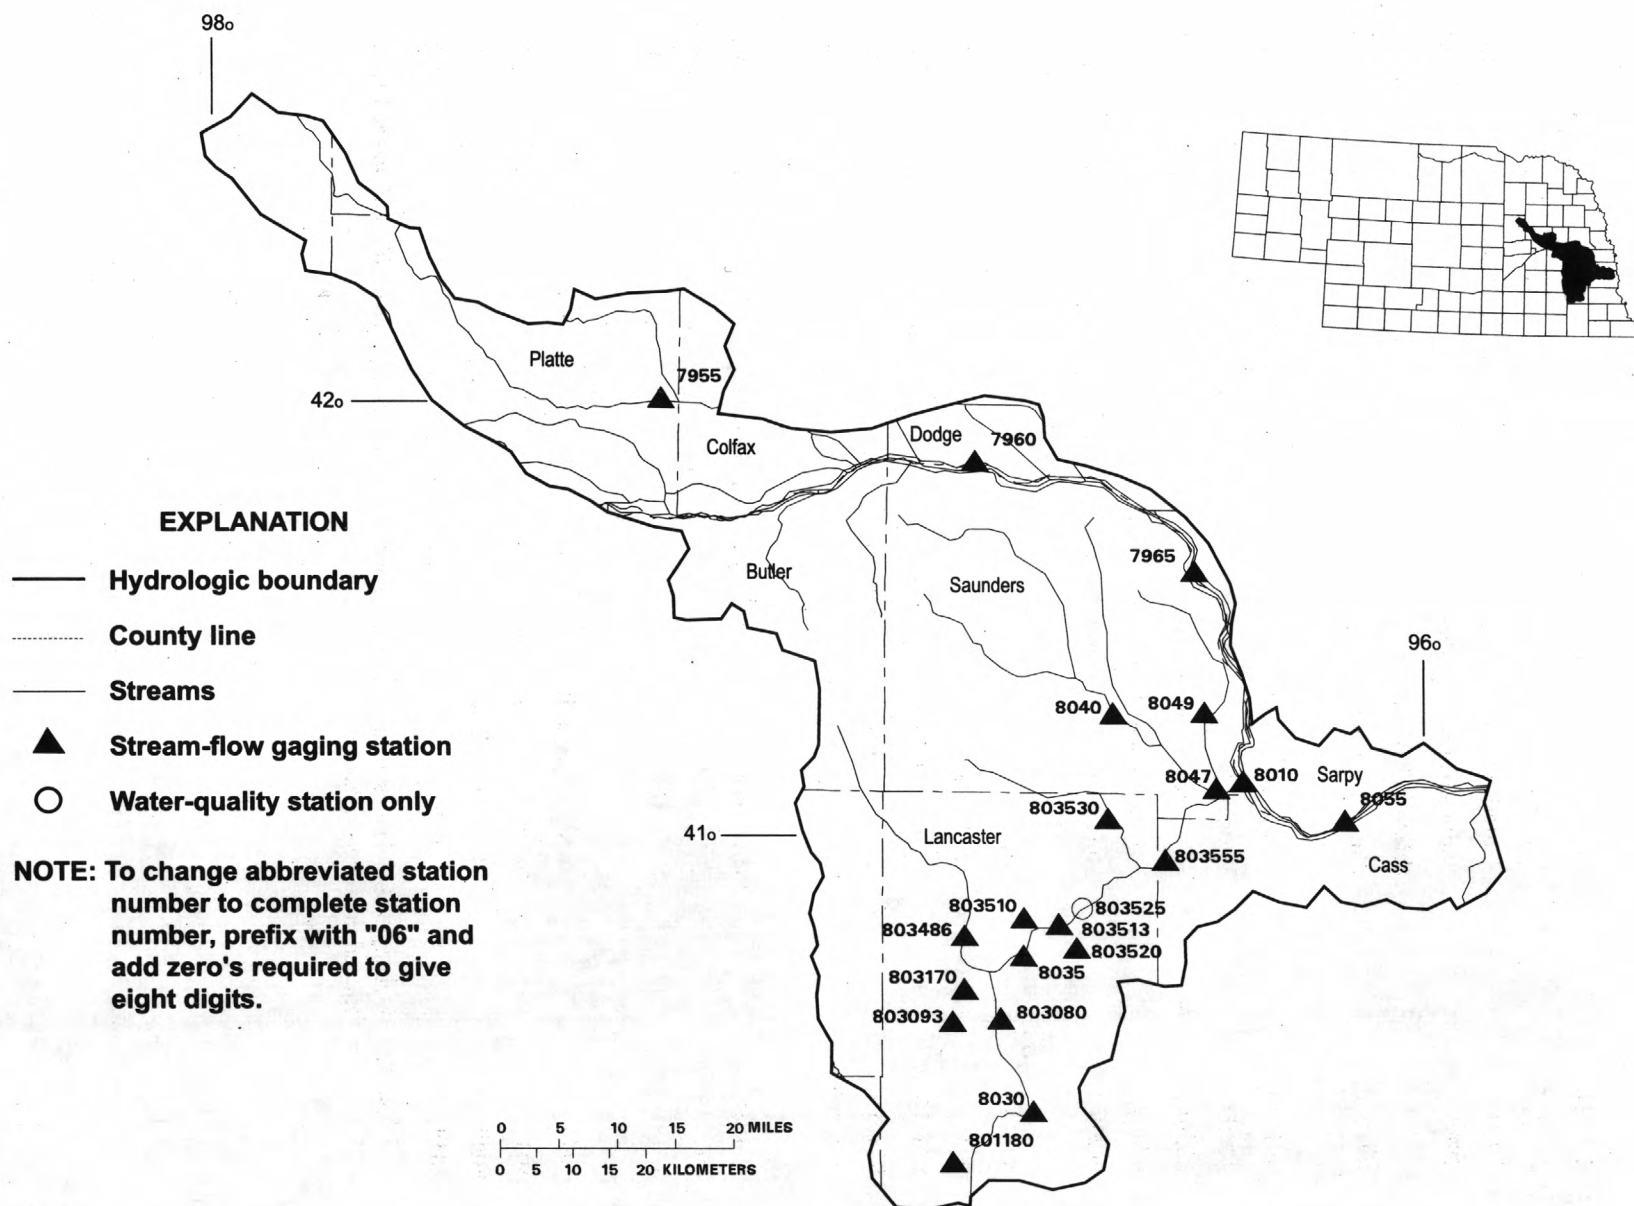 98o
Platte
7955
42o
Colfax
Dodge
7960
7965
Butler
Saunders
96o
8040
8049
8047
8010
Sarpy
8055
803530
41o
Lancaster
803555
Cass
803510
803525
803486
803513
803520
8035
803170
803093
803080
8030
801180
EXPLANATION
Hydrologic boundary
County line
Streams
Stream-flow gaging station
Water-quality station only
NOTE: To change abbreviated station
number to complete station
number, prefix with "06" and
add zero's required to give
eight digits.
0 5 10 15 20 MILES
0 5 10 15 20 KILOMETERS